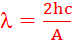 λ = 2hc/A